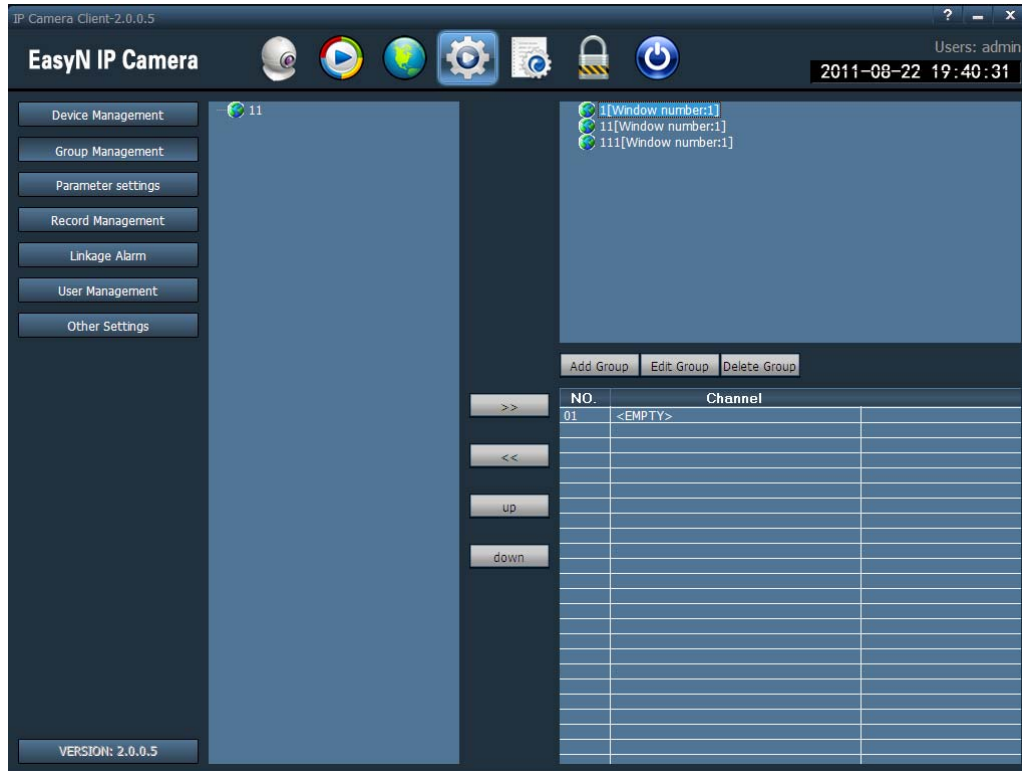 IP Camera Client-2.0.0.5
? – x
EasyN IP Camera
Users: admin
2011-08-22 19:40:31
Device Management
Group Management
Parameter settings
Record Management
Linkage Alarm
User Management
Other Settings
VERSION: 2.0.0.5
11
>>
<<
up
down
1[Window number:1]
11[Window number:1]
111[Window number:1]
Add Group Edit Group Delete Group
NO. Channel
01 <EMPTY>